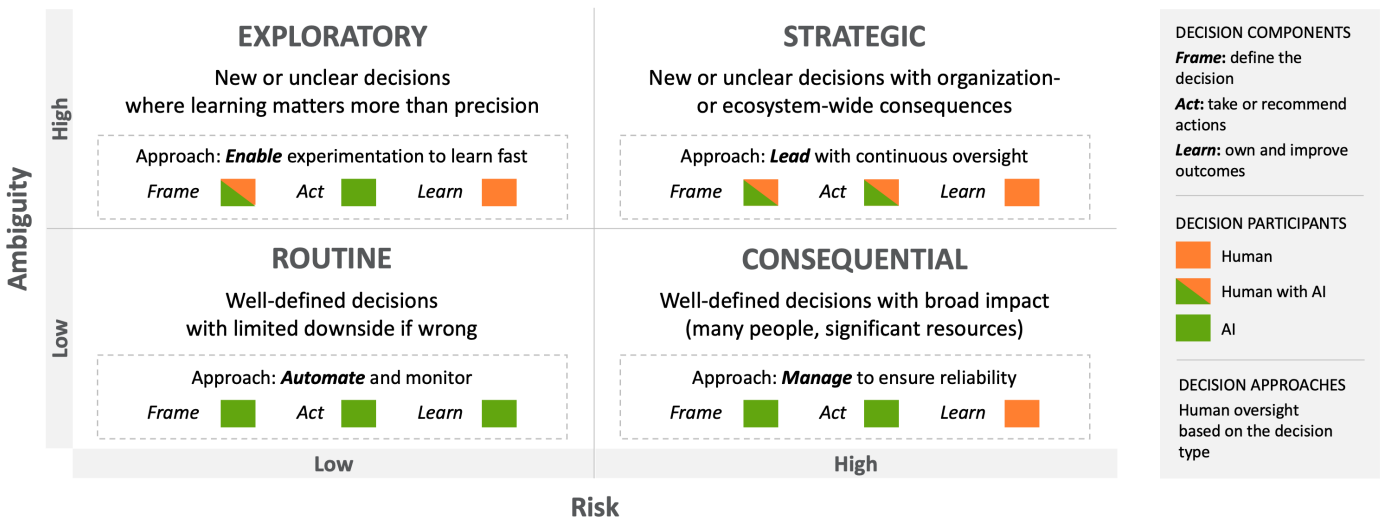 Ambiguity
High
Low
EXPLORATORY
New or unclear decisions
where learning matters more than precision
Approach: Enable experimentation to learn fast
Frame Act Learn
STRATEGIC
New or unclear decisions with organization-
or ecosystem-wide consequences
Approach: Lead with continuous oversight
Frame Act Learn
ROUTINE
Well-defined decisions
with limited downside if wrong
Approach: Automate and monitor
Frame Act Learn
CONSEQUENTIAL
Well-defined decisions with broad impact
(many people, significant resources)
Approach: Manage to ensure reliability
Frame Act Learn
Low
High
Risk
DECISION COMPONENTS
Frame: define the
decision
Act: take or recommend
actions
Learn: own and improve
outcomes
DECISION PARTICIPANTS
Human
Human with AI
AI
DECISION APPROACHES
Human oversight
based on the decision
type